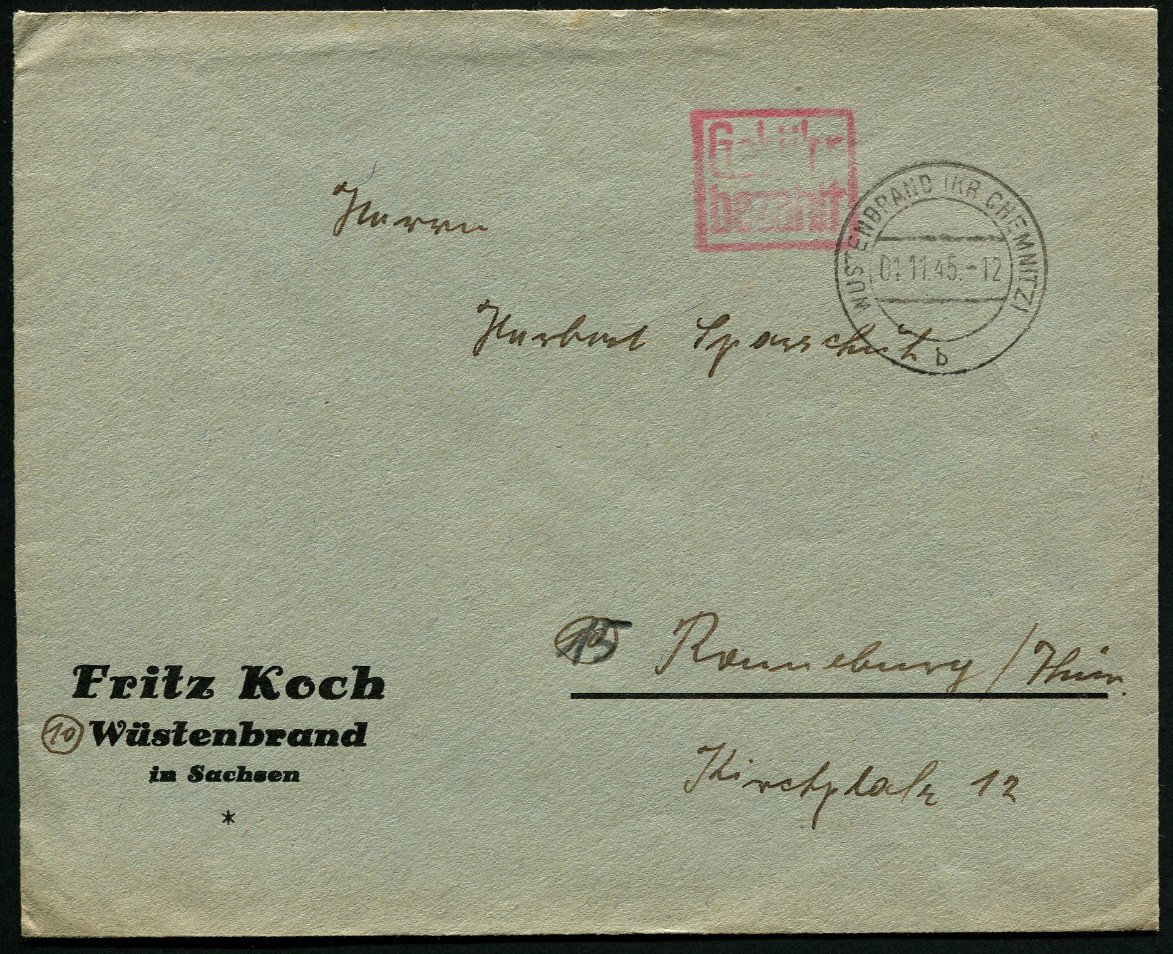 Gebühr
bezahlt
WÜSTENBRAND (KR. CHEMNITZ)
01.11.45.-12
b
Herrn
Herbert Sparschuh
15 Ronneburg/Thür.
Kirchplatz 12
Fritz Koch
10 Wüstenbrand
in Sachsen
*